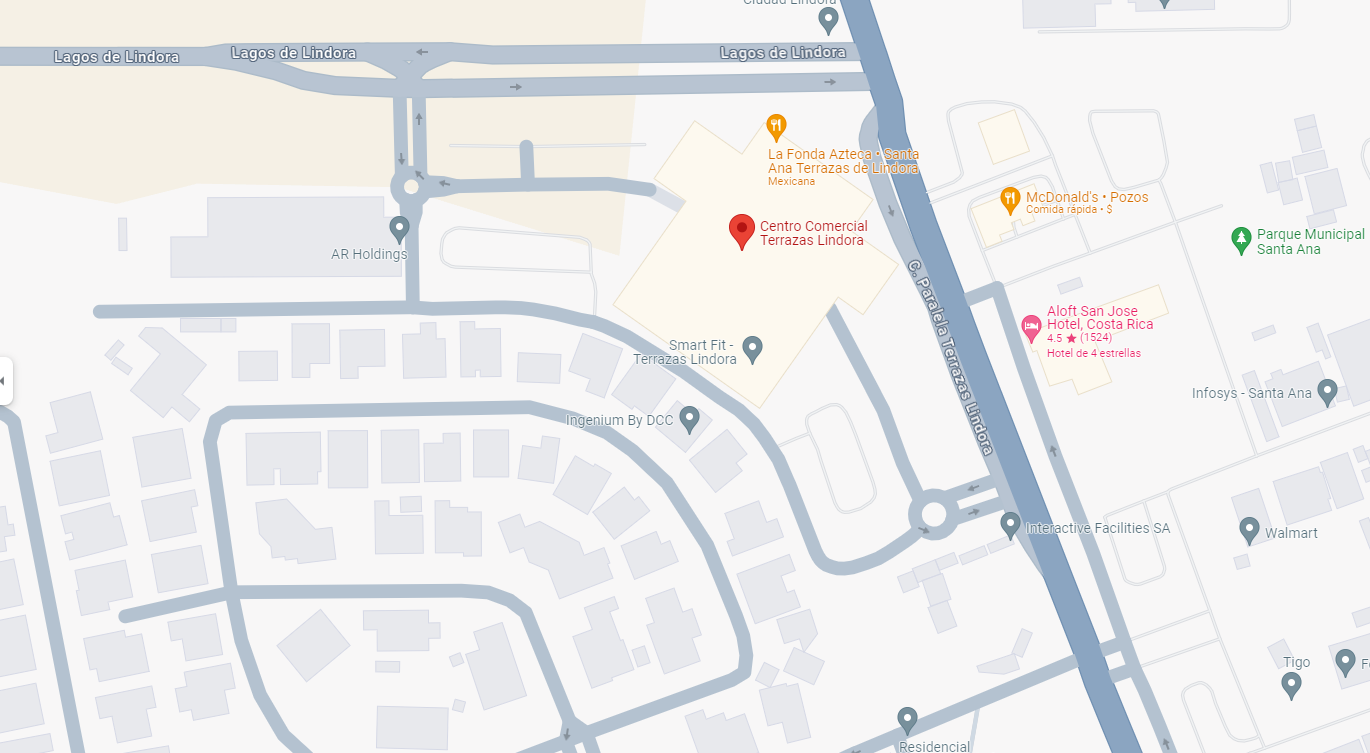 Ciudad Lindora
Lagos de Lindora
Lagos de Lindora
Lagos de Lindora
La Fonda Azteca • Santa
Ana Terrazas de Lindora
Mexicana
McDonald's • Pozos
Comida rápida • $
Centro Comercial
Terrazas Lindora
Parque Municipal
Santa Ana
AR Holdings
C. Paralela Terrazas Lindora
Aloft San Jose
Hotel, Costa Rica
4.5 ★ (1524)
Hotel de 4 estrellas
Smart Fit -
Terrazas Lindora
Infosys - Santa Ana
Ingenium By DCC
Interactive Facilities SA
Walmart
Tigo
Residencial